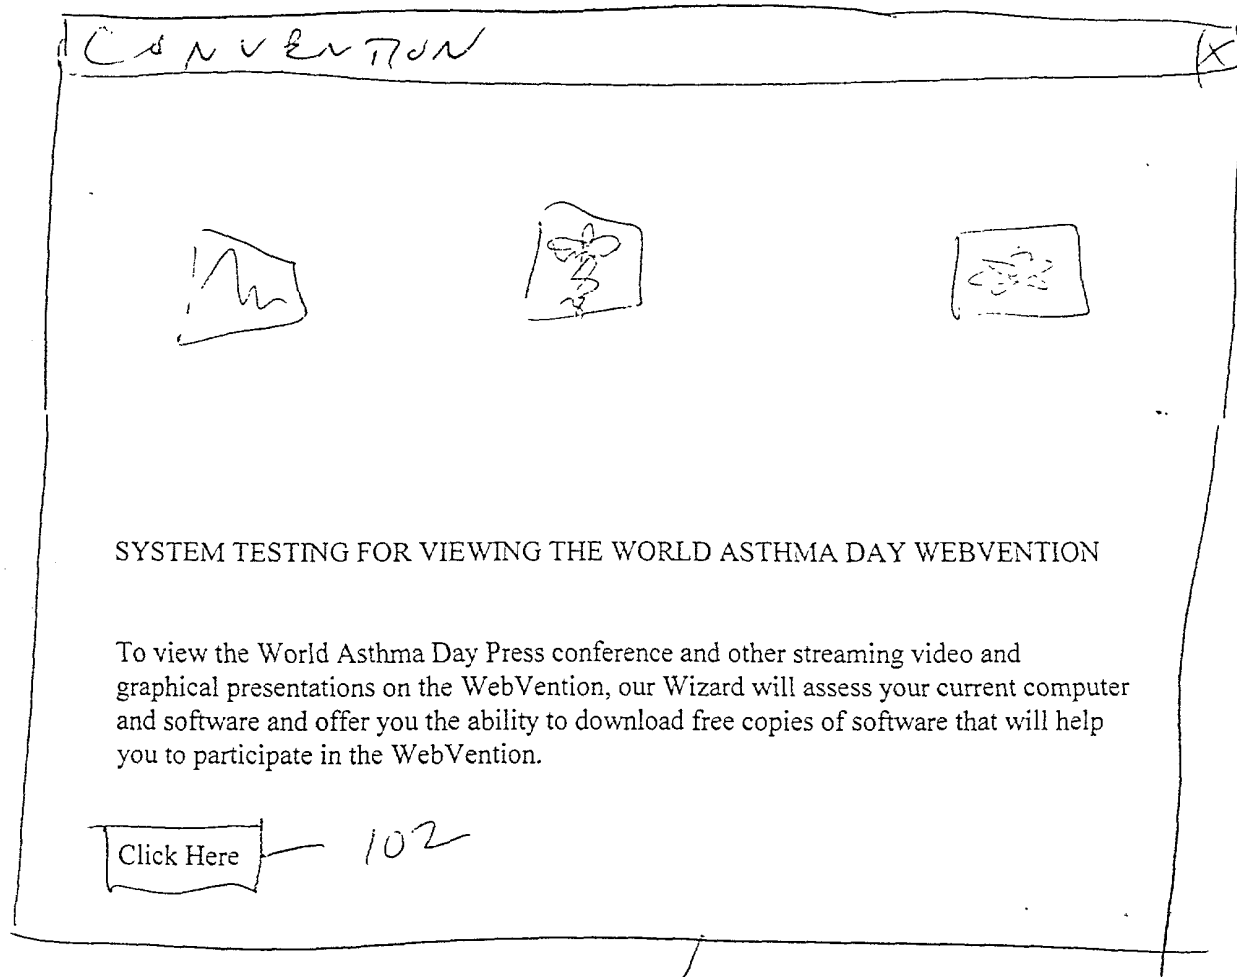 CONVENTION X
SYSTEM TESTING FOR VIEWING THE WORLD ASTHMA DAY WEBVENTION
To view the World Asthma Day Press conference and other streaming video and
graphical presentations on the WebVention, our Wizard will assess your current computer
and software and offer you the ability to download free copies of software that will help
you to participate in the WebVention.
Click Here 102